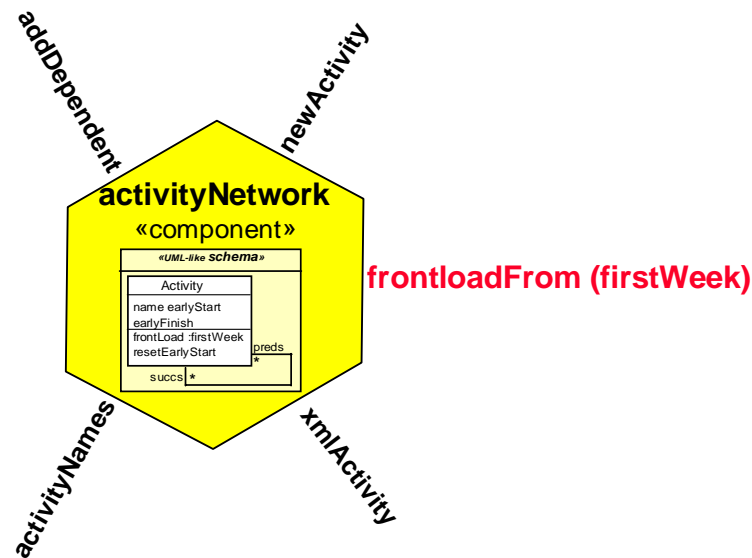 addDependent
newActivity
activityNetwork
«component»
«UML-like schema»
Activity
name earlyStart
earlyFinish
frontLoad :firstWeek
resetEarlyStart
preds
*
succs *
frontloadFrom (firstWeek)
activityNames
xmlActivity